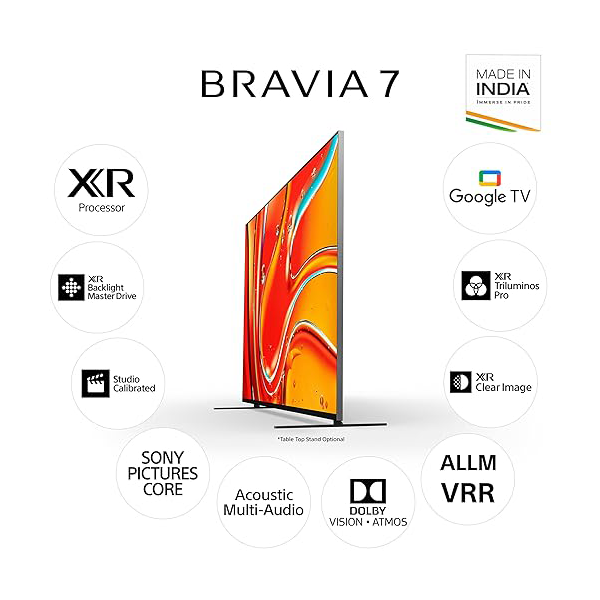 BRAVIA 7
MADE IN
INDIA
IMMERSE IN PRIDE
XR
Processor
Google TV
XR
Backlight
Master Drive
XR
Triluminos
Pro
Studio
Calibrated
XR
Clear Image
*Table Top Stand Optional
SONY
PICTURES
CORE
Acoustic
Multi-Audio
DOLBY
VISION • ATMOS
ALLM
VRR